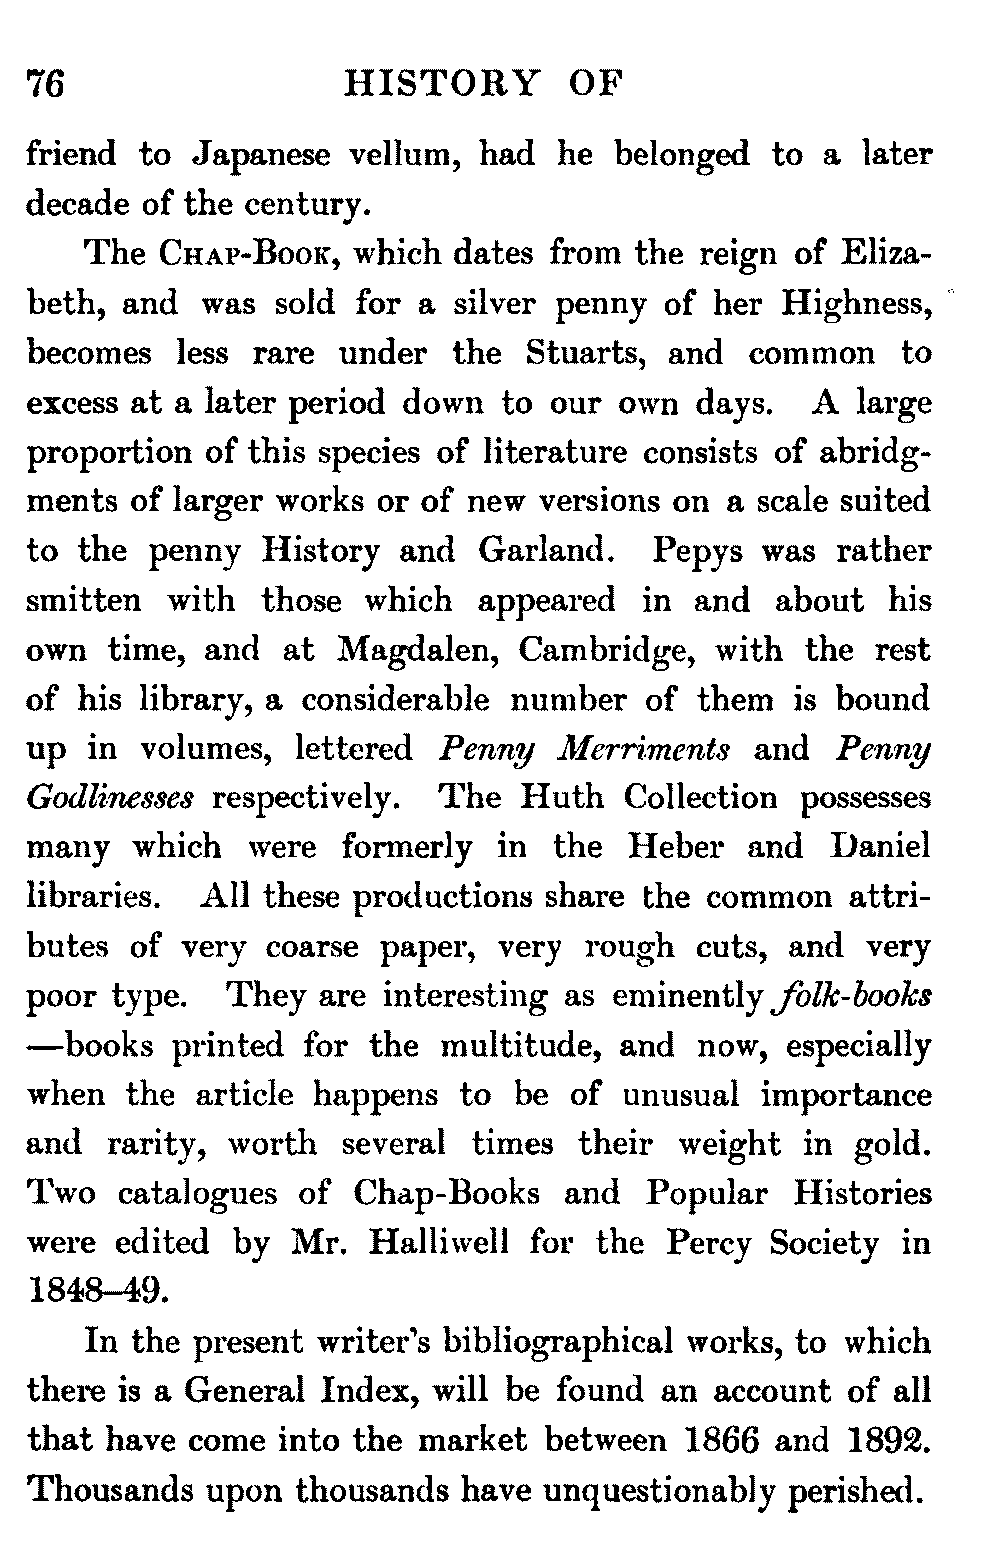 76 HISTORY OF
friend to Japanese vellum, had he belonged to a later
decade of the century.
The CHAP-BOOK, which dates from the reign of Eliza-
beth, and was sold for a silver penny of her Highness,
becomes less rare under the Stuarts, and common to
excess at a later period down to our own days. A large
proportion of this species of literature consists of abridg-
ments of larger works or of new versions on a scale suited
to the penny History and Garland. Pepys was rather
smitten with those which appeared in and about his
own time, and at Magdalen, Cambridge, with the rest
of his library, a considerable number of them is bound
up in volumes, lettered Penny Merriments and Penny
Godlinesses respectively. The Huth Collection possesses
many which were formerly in the Heber and Daniel
libraries. All these productions share the common attri-
butes of very coarse paper, very rough cuts, and very
poor type. They are interesting as eminently folk-books
—books printed for the multitude, and now, especially
when the article happens to be of unusual importance
and rarity, worth several times their weight in gold.
Two catalogues of Chap-Books and Popular Histories
were edited by Mr. Halliwell for the Percy Society in
1848–49.
In the present writer's bibliographical works, to which
there is a General Index, will be found an account of all
that have come into the market between 1866 and 1892.
Thousands upon thousands have unquestionably perished.